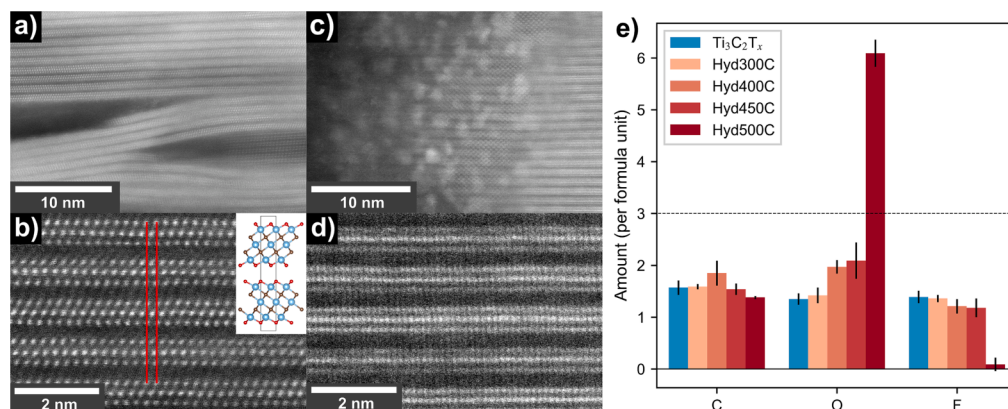 a)
10 nm
b)
2 nm
c)
10 nm
d)
2 nm
e)
Amount (per formula unit)
6
5
4
3
2
1
0
Ti₃C₂Tₓ
Hyd300C
Hyd400C
Hyd450C
Hyd500C
C
O
F